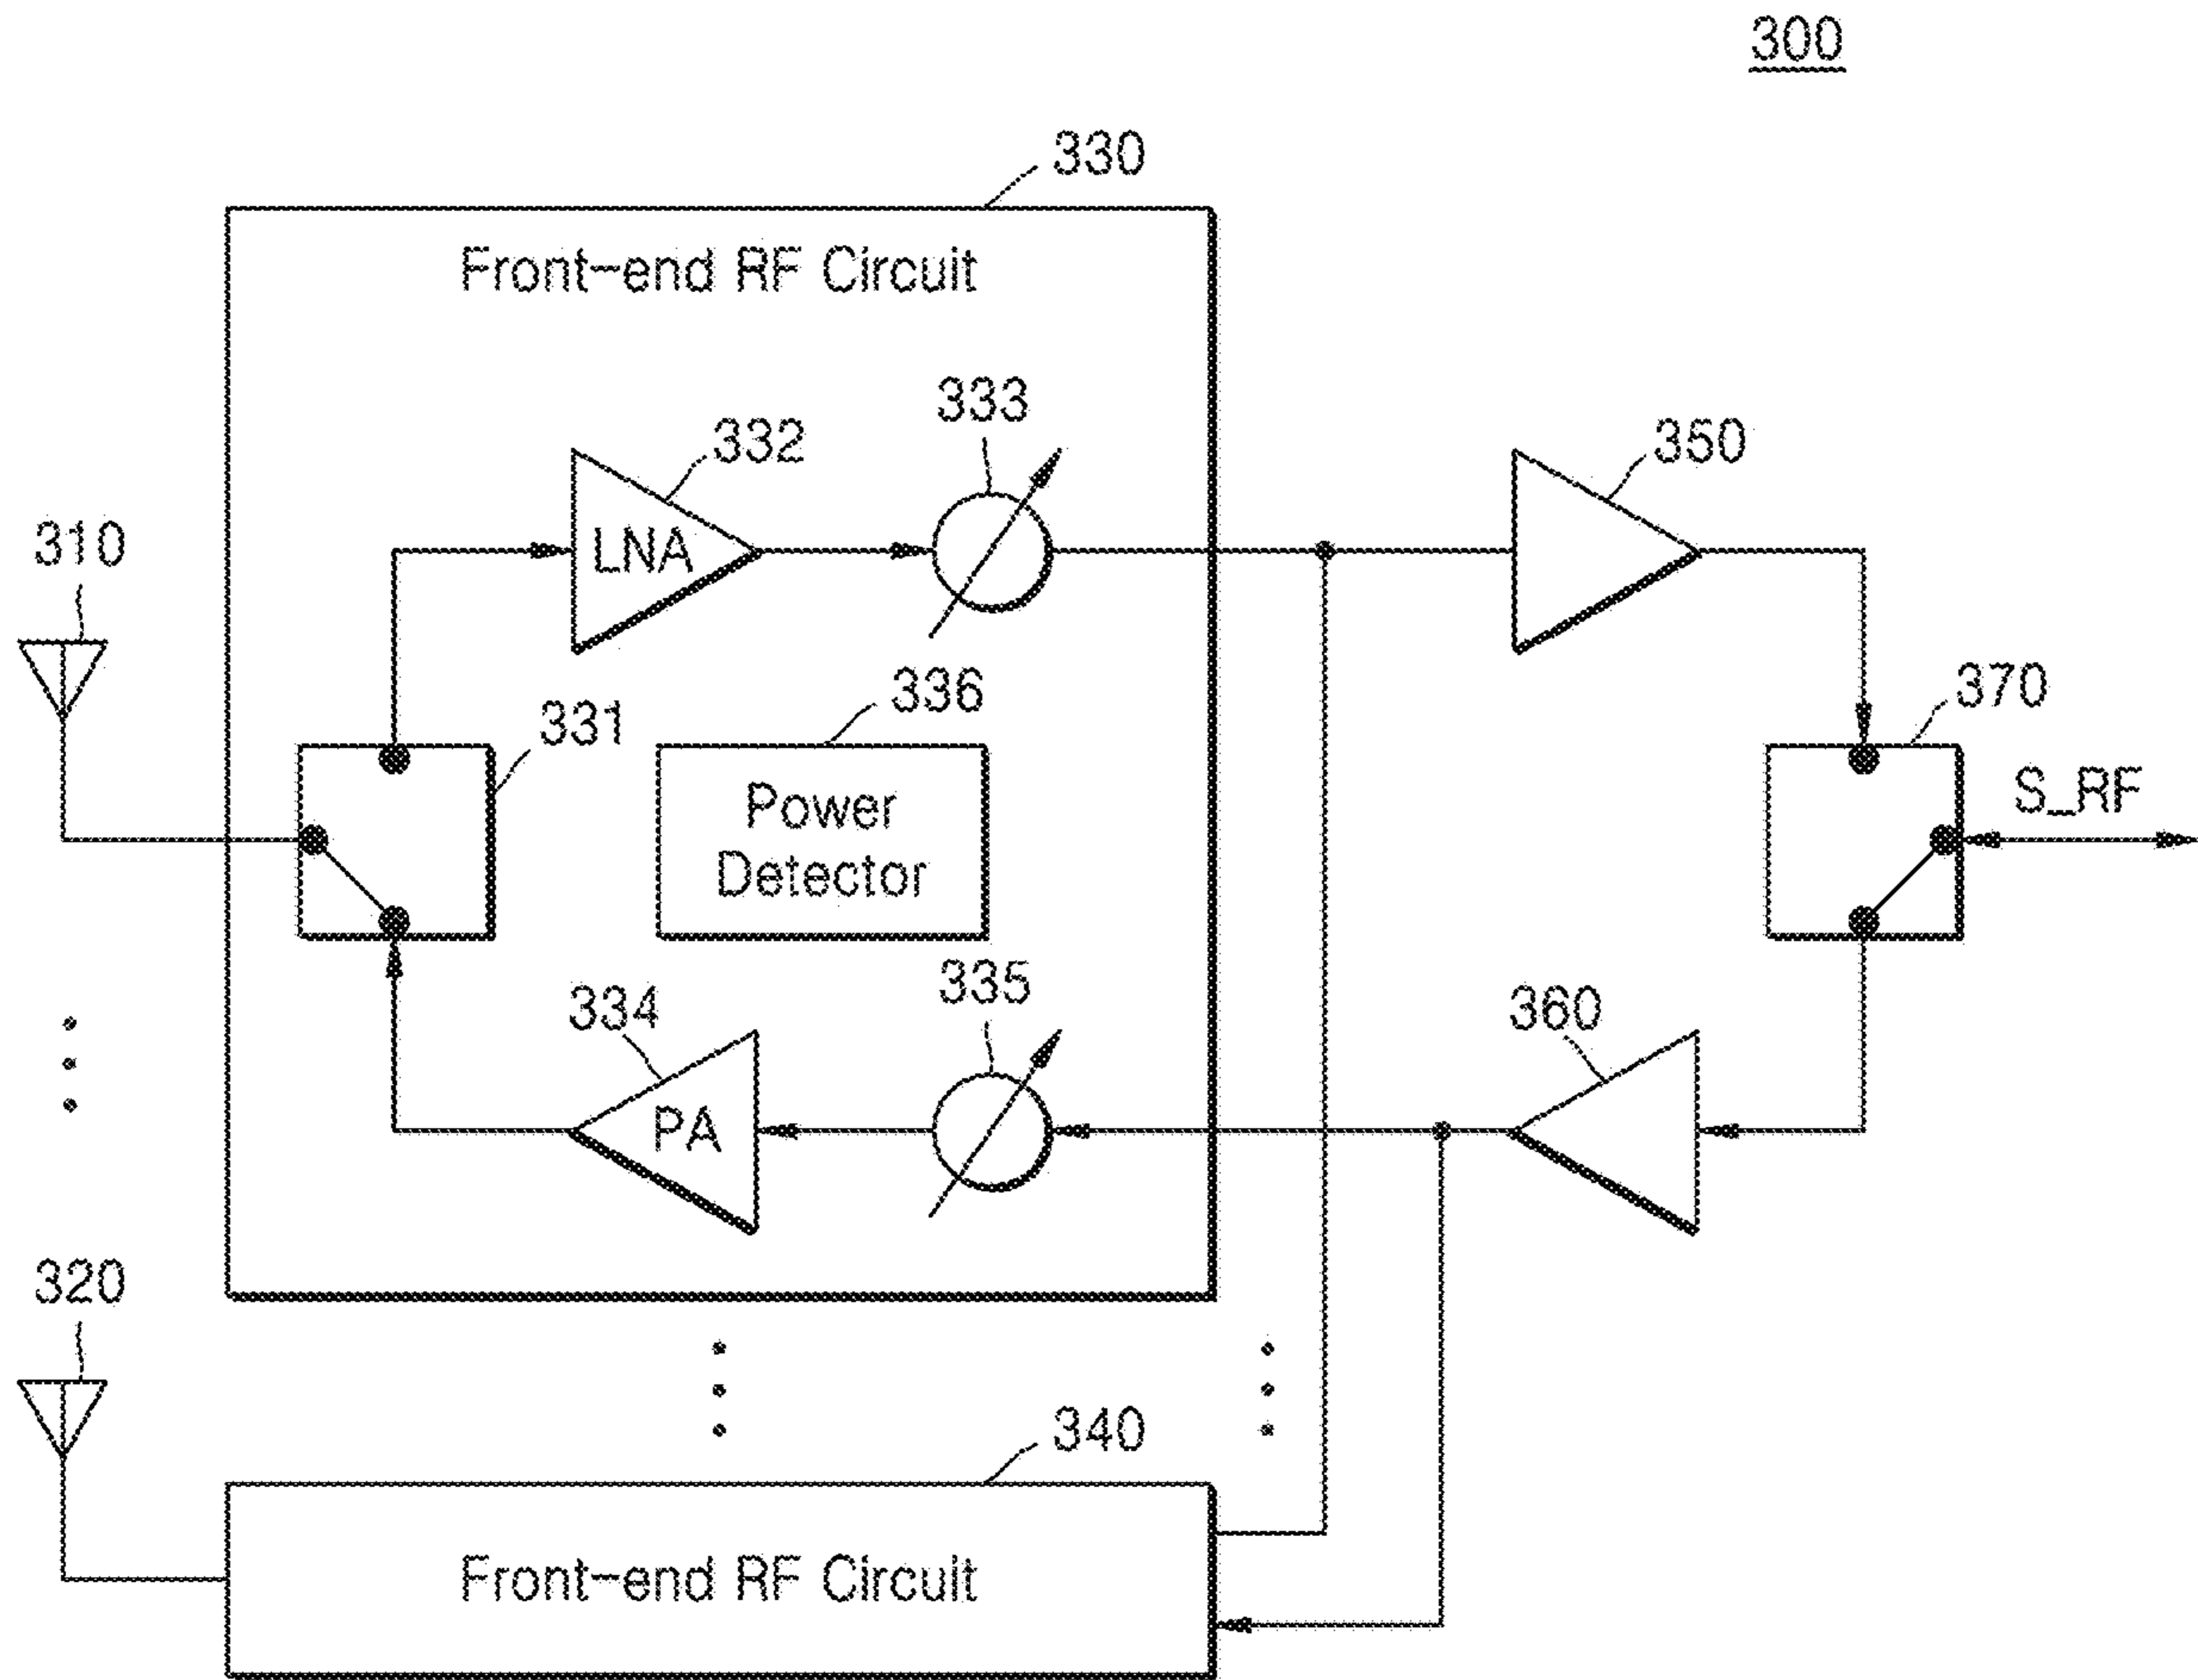 300
330
Front-end RF Circuit
333
332
350
LNA
310
336
370
331
S_RF
Power
Detector
335
334
360
PA
320
340
Front-end RF Circuit